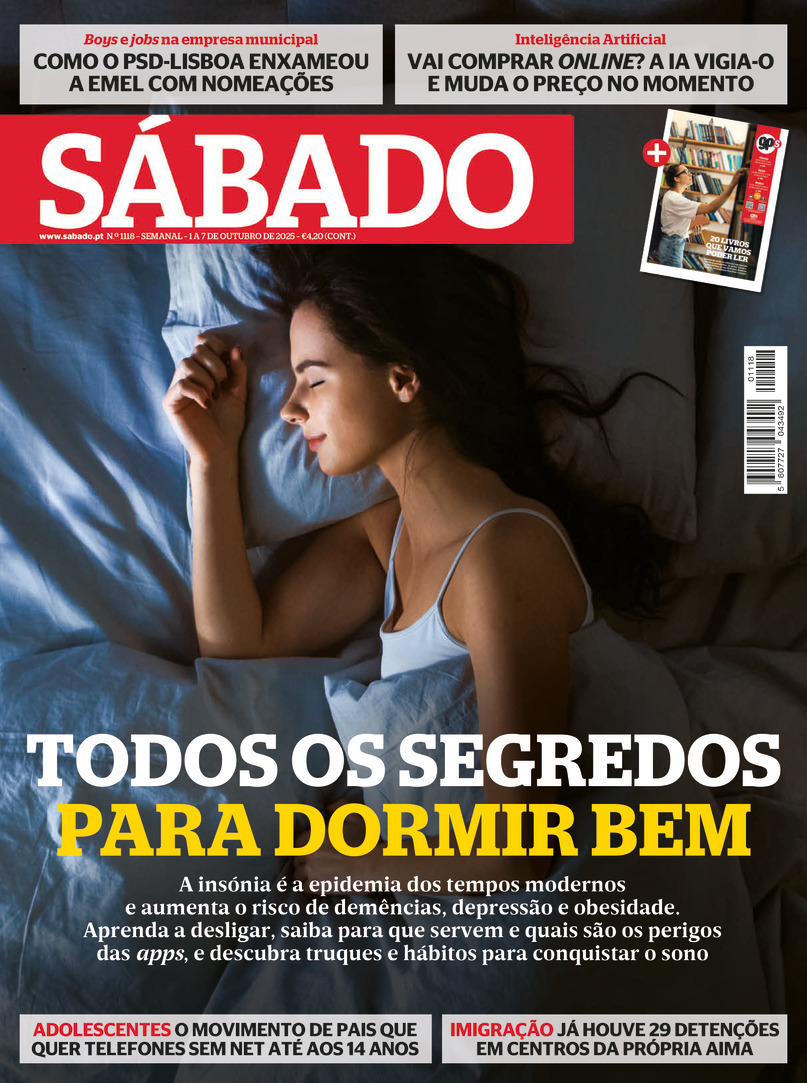 Boys e jobs na empresa municipal
COMO O PSD-LISBOA ENXAMEOU
A EMEL COM NOMEAÇÕES
Inteligência Artificial
VAI COMPRAR ONLINE? A IA VIGIA-O
E MUDA O PREÇO NO MOMENTO
SÁBADO
www.sabado.pt N.º 1118 – SEMANAL – 1 A 7 DE OUTUBRO DE 2025 – €4,20 (CONT.)
+
gps
20 LIVROS
QUE VAMOS
PODER LER
01118
5 607727 043492
TODOS OS SEGREDOS
PARA DORMIR BEM
A insónia é a epidemia dos tempos modernos
e aumenta o risco de demências, depressão e obesidade.
Aprenda a desligar, saiba para que servem e quais são os perigos
das apps, e descubra truques e hábitos para conquistar o sono
ADOLESCENTES O MOVIMENTO DE PAIS QUE
QUER TELEFONES SEM NET ATÉ AOS 14 ANOS
IMIGRAÇÃO JÁ HOUVE 29 DETENÇÕES
EM CENTROS DA PRÓPRIA AIMA